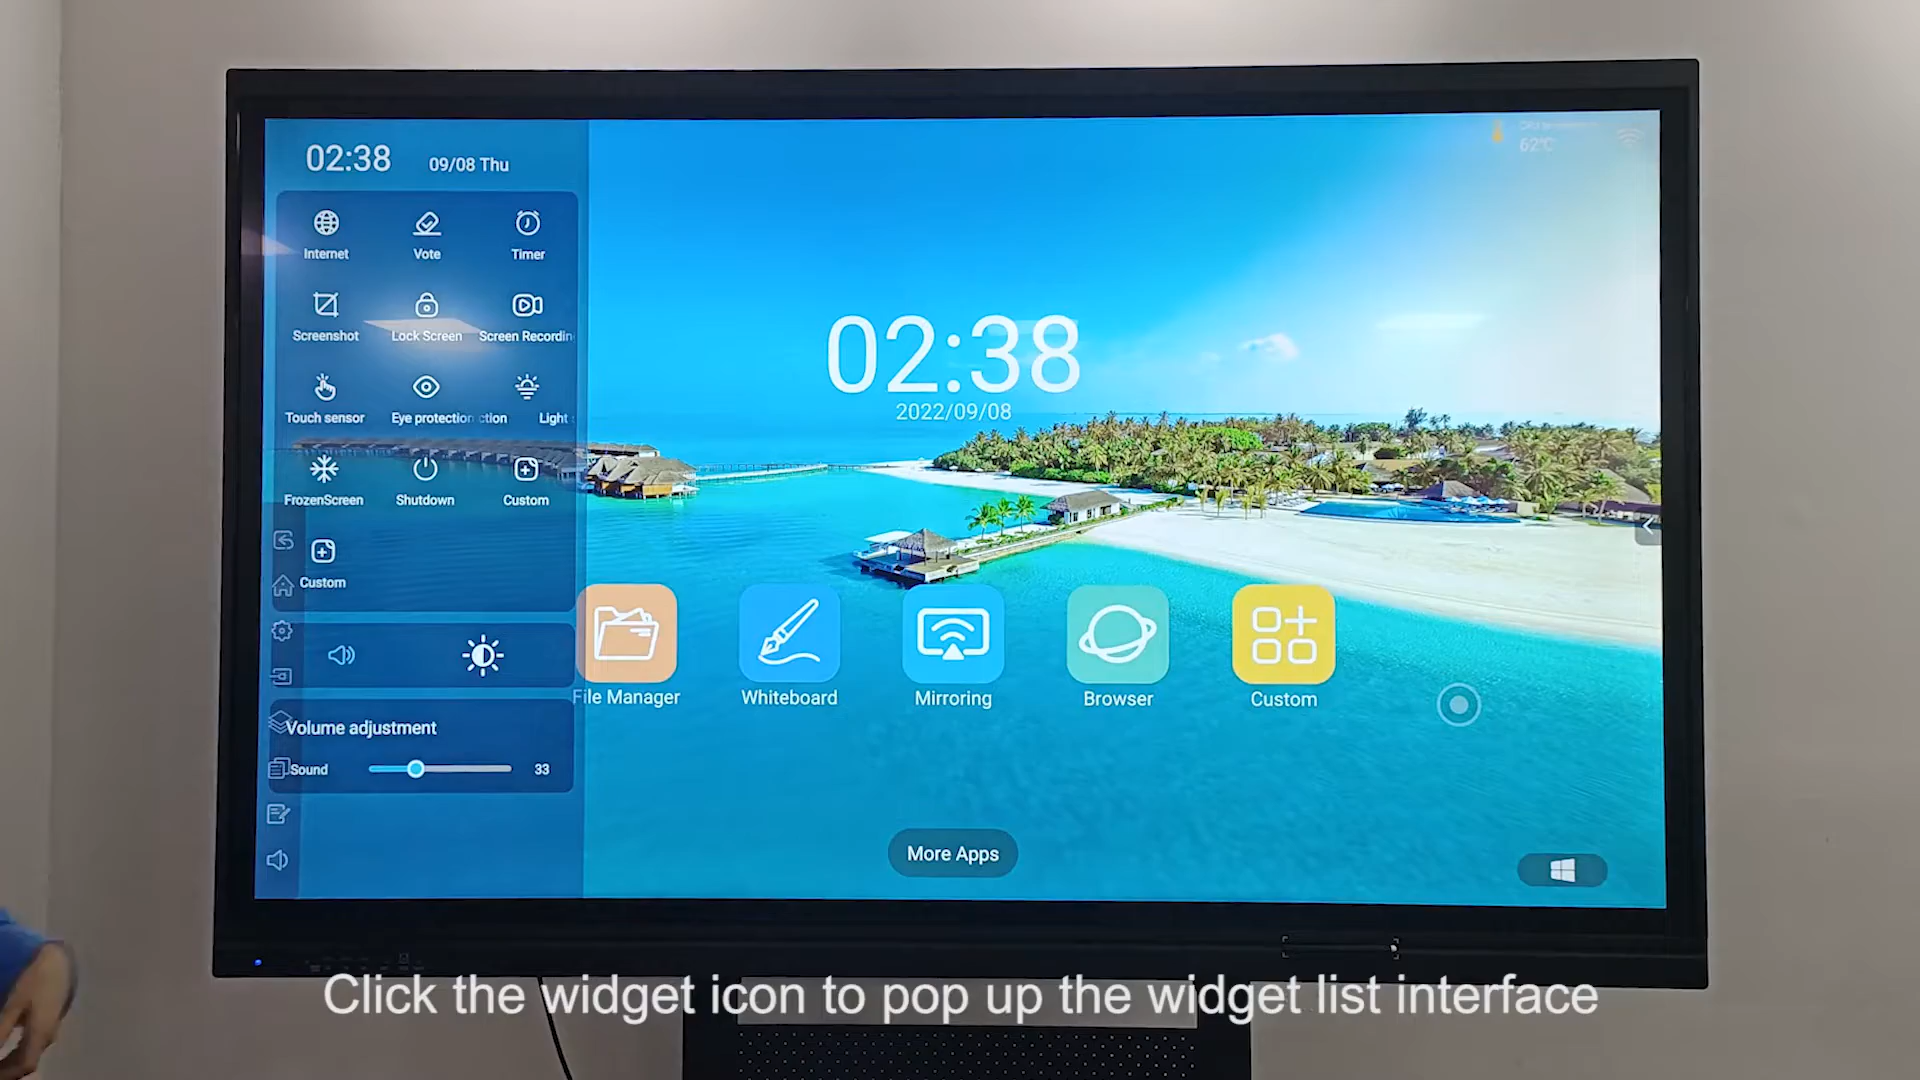 02:38 09/08 Thu
Internet Vote Timer
Screenshot Lock Screen Screen Recordin
Touch sensor Eye protection ction Light
FrozenScreen Shutdown Custom
Custom
Volume adjustment
Sound 33
62°C
02:38
2022/09/08
File Manager Whiteboard Mirroring Browser Custom
More Apps
Click the widget icon to pop up the widget list interface